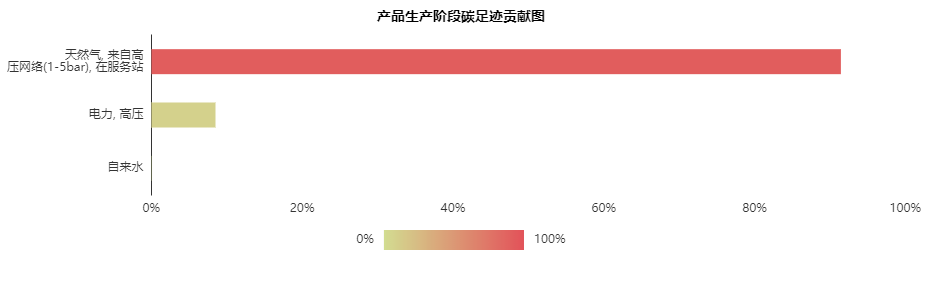 产品生产阶段碳足迹贡献图
天然气, 来自高
压网络(1-5bar), 在服务站
电力, 高压
自来水
0%
20%
40%
60%
80%
100%
0%
100%